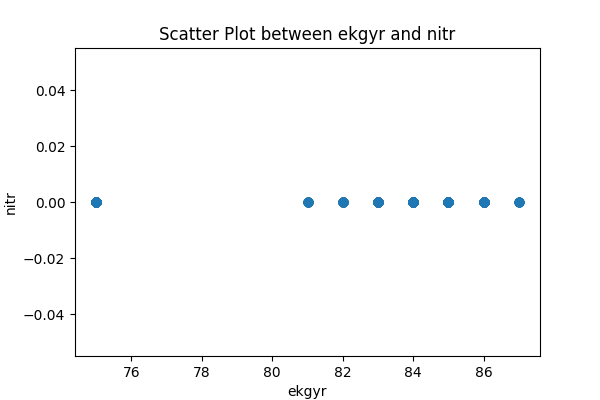 Scatter Plot between ekgyr and nitr
0.04
0.02
0.00
−0.02
−0.04
nitr
76 78 80 82 84 86
ekgyr